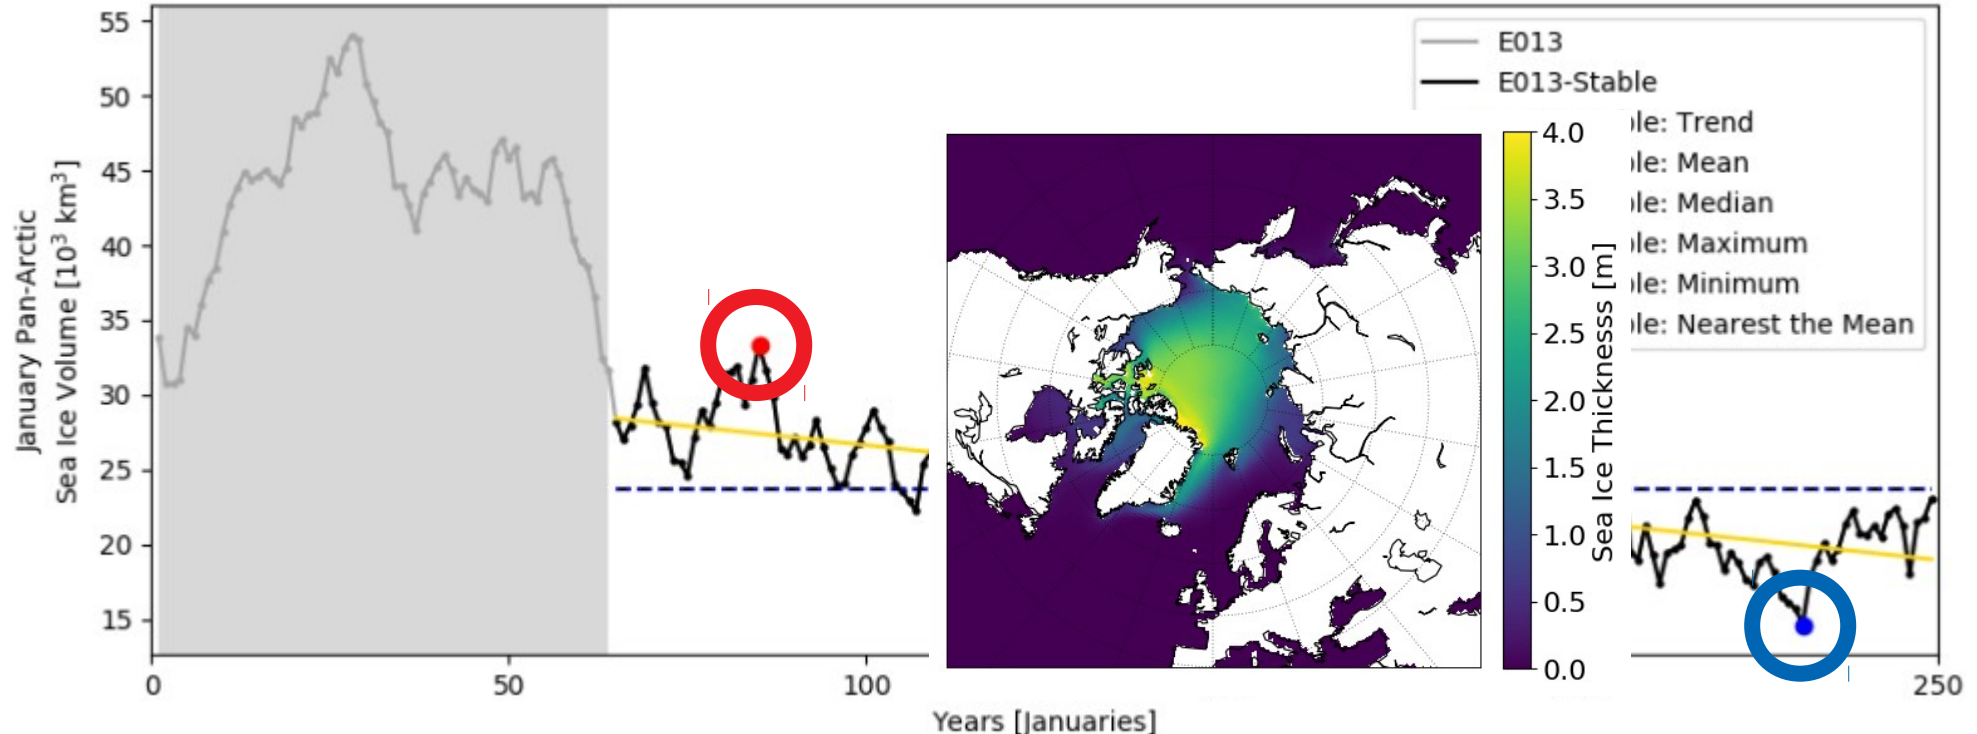 55
50
45
40
35
30
25
20
15
January Pan-Arctic
Sea Ice Volume [10³ km³]
0
50
100
250
Years [Januaries]
E013
E013-Stable
ble: Trend
ble: Mean
ble: Median
ble: Maximum
ble: Minimum
ble: Nearest the Mean
4.0
3.5
3.0
2.5
2.0
1.5
1.0
0.5
0.0
Sea Ice Thicknesss [m]